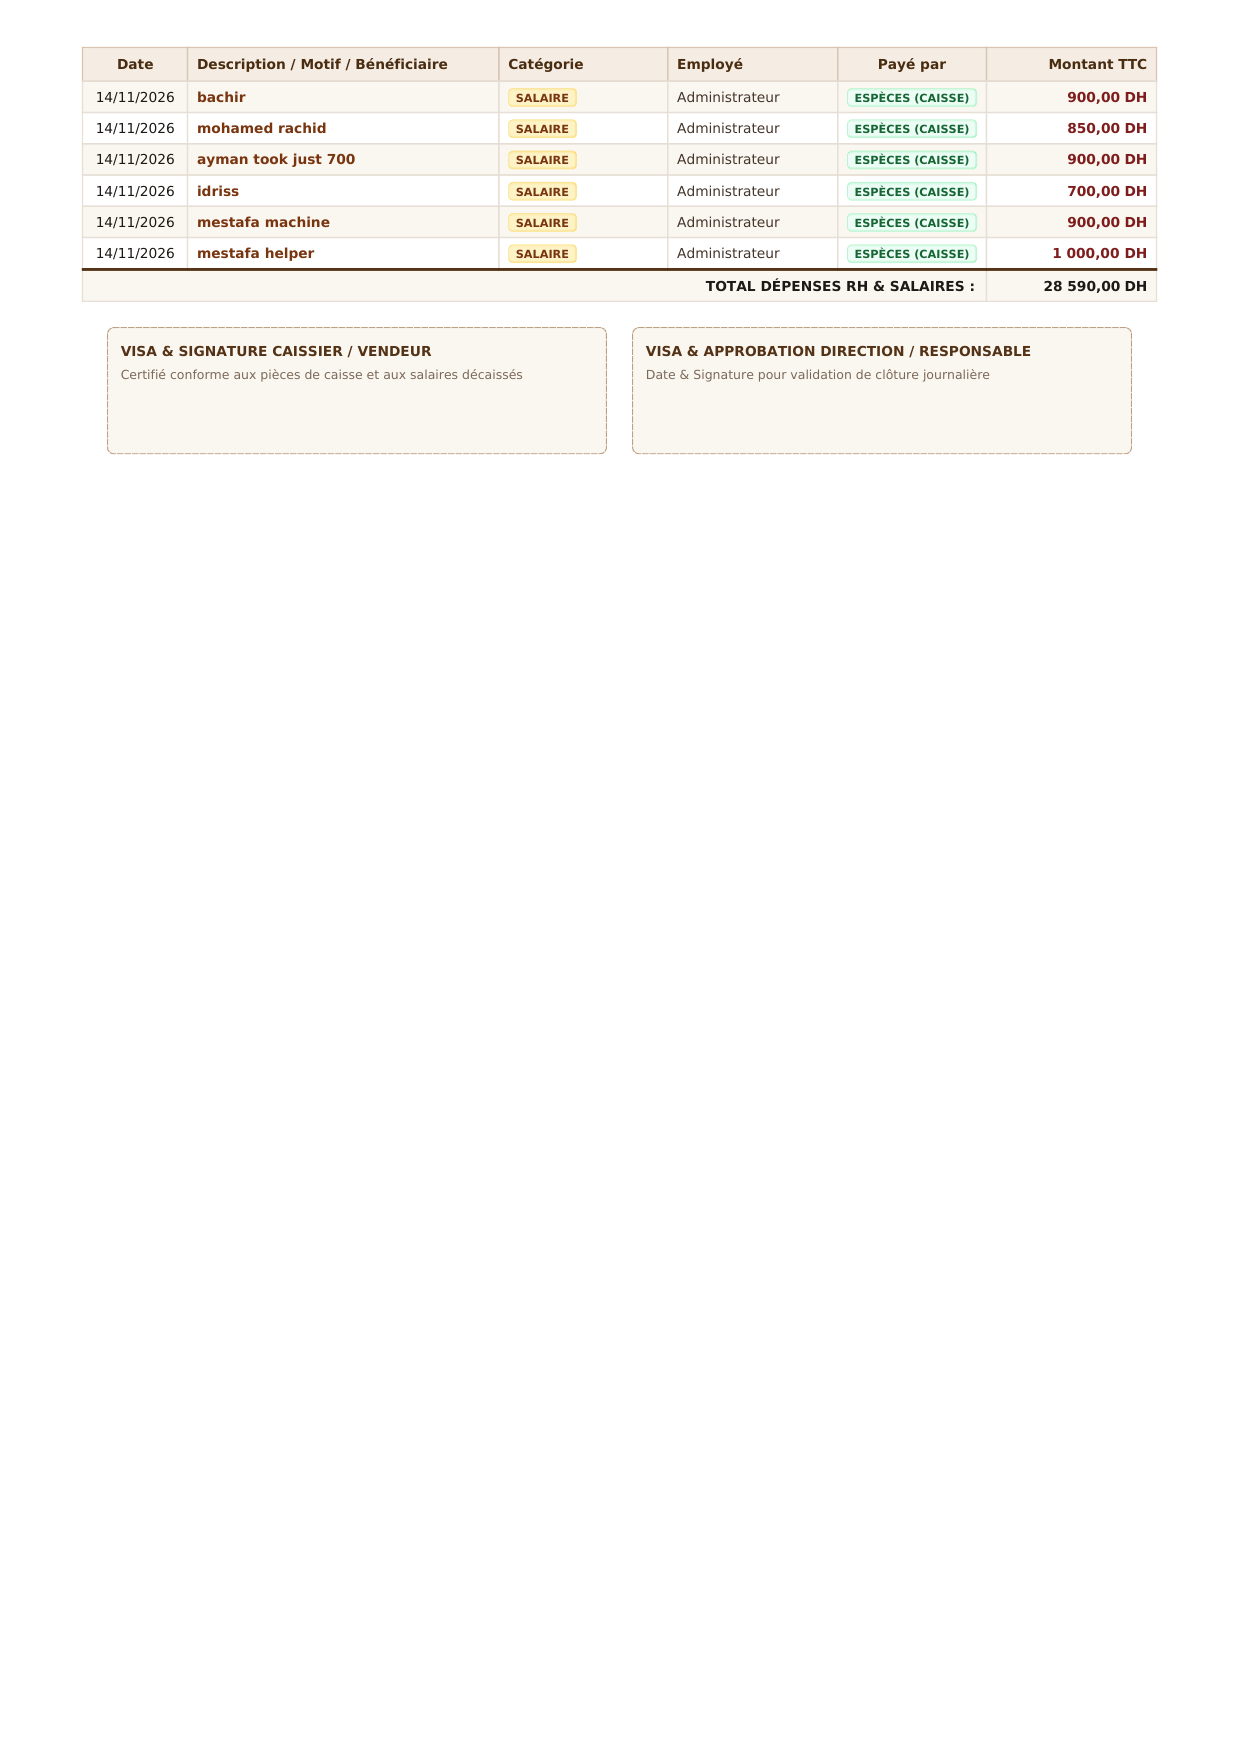 Date Description / Motif / Bénéficiaire Catégorie Employé Payé par Montant TTC
14/11/2026 bachir SALAIRE Administrateur ESPÈCES (CAISSE) 900,00 DH
14/11/2026 mohamed rachid SALAIRE Administrateur ESPÈCES (CAISSE) 850,00 DH
14/11/2026 ayman took just 700 SALAIRE Administrateur ESPÈCES (CAISSE) 900,00 DH
14/11/2026 idriss SALAIRE Administrateur ESPÈCES (CAISSE) 700,00 DH
14/11/2026 mestafa machine SALAIRE Administrateur ESPÈCES (CAISSE) 900,00 DH
14/11/2026 mestafa helper SALAIRE Administrateur ESPÈCES (CAISSE) 1 000,00 DH
TOTAL DÉPENSES RH & SALAIRES : 28 590,00 DH
VISA & SIGNATURE CAISSIER / VENDEUR
Certifié conforme aux pièces de caisse et aux salaires décaissés
VISA & APPROBATION DIRECTION / RESPONSABLE
Date & Signature pour validation de clôture journalière